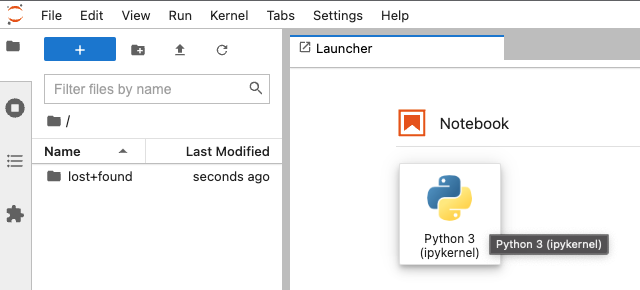 File Edit View Run Kernel Tabs Settings Help
+
Launcher
Filter files by name
/
Name Last Modified
lost+found seconds ago
Notebook
Python 3
(ipykernel)
Python 3 (ipykernel)